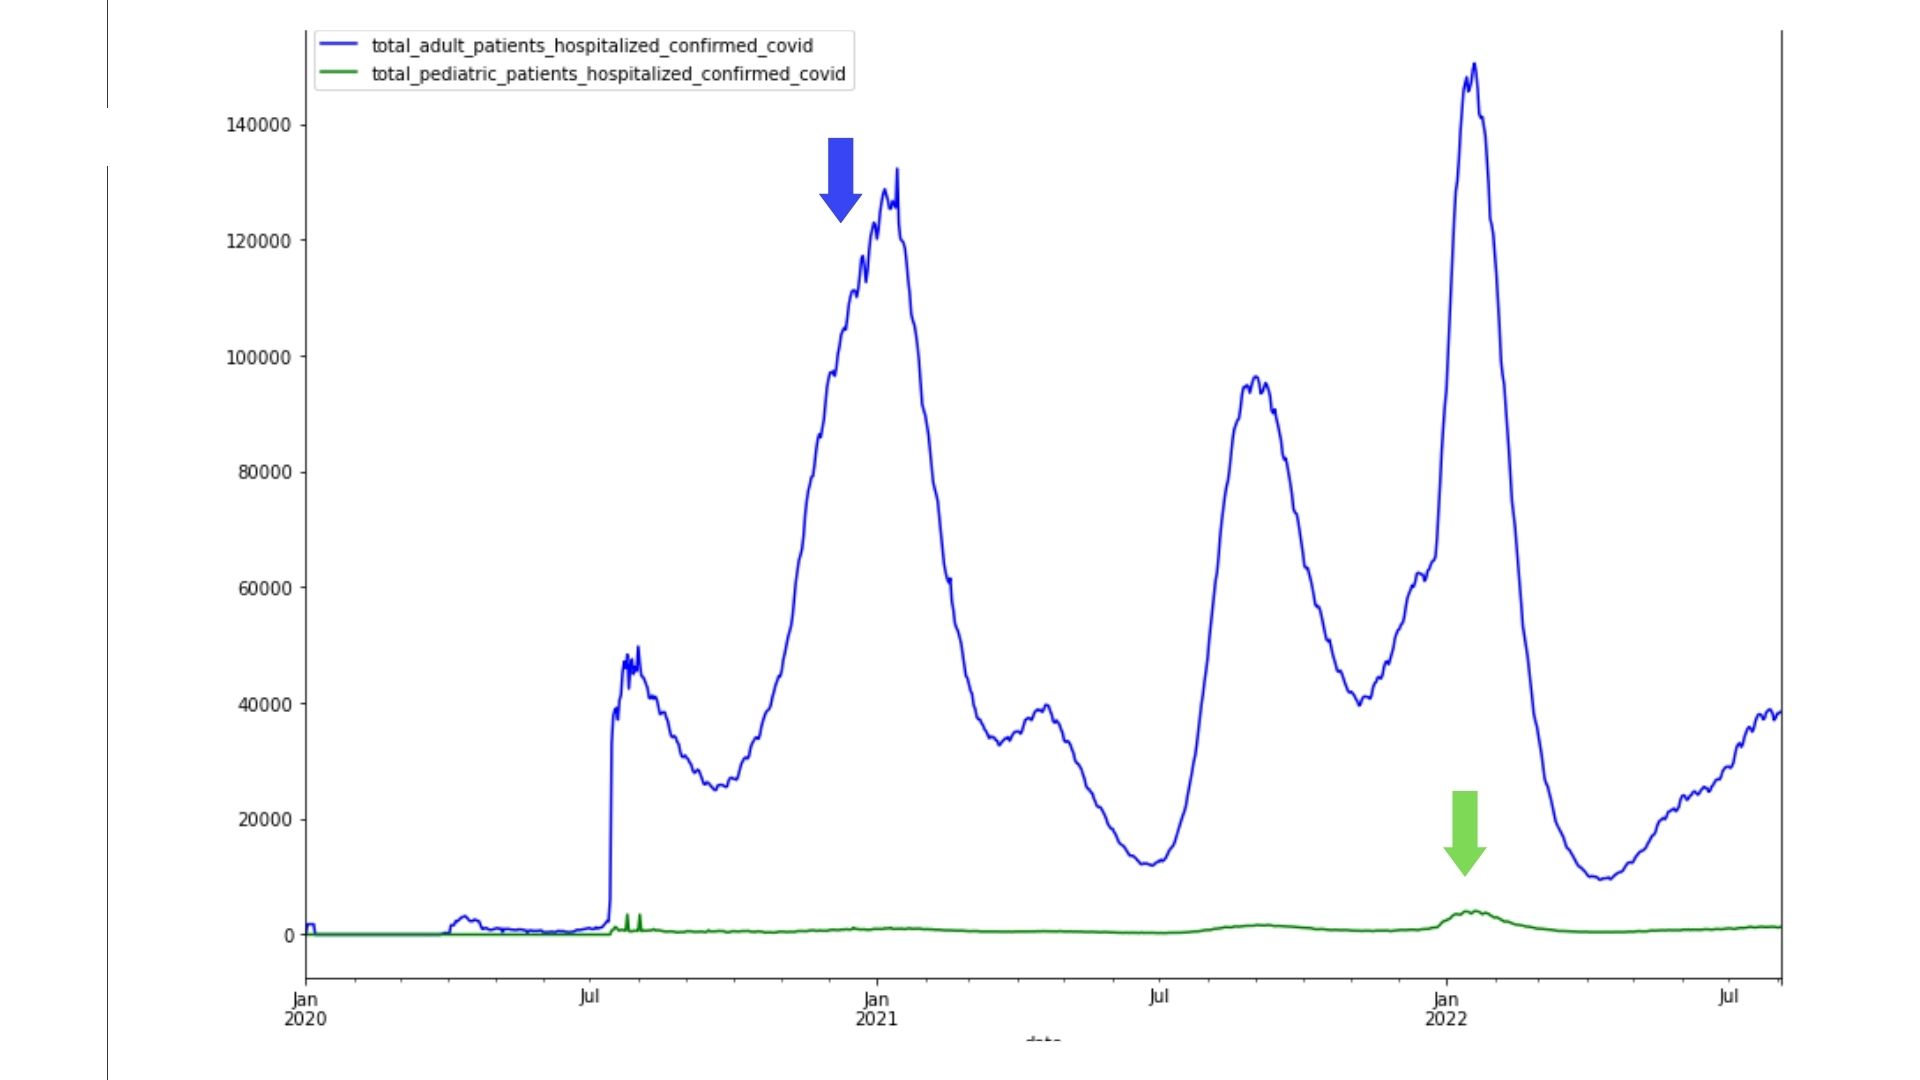 total_adult_patients_hospitalized_confirmed_covid
total_pediatric_patients_hospitalized_confirmed_covid
140000
120000
100000
80000
60000
40000
20000
0
Jan Jul Jan Jul Jan Jul
2020 2021 2022